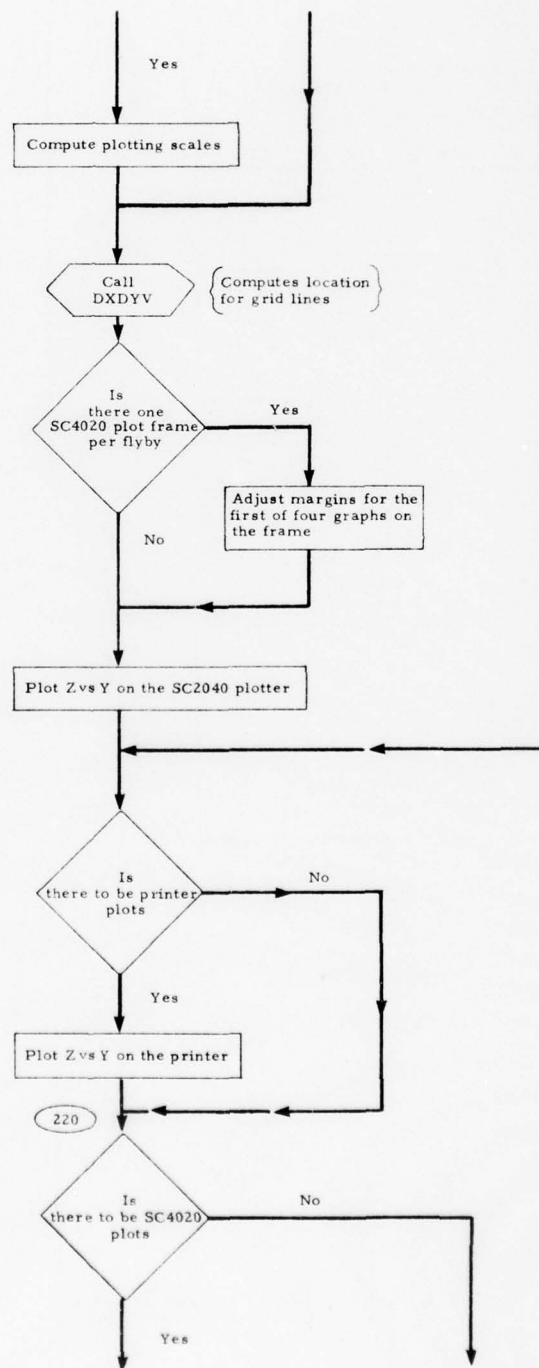 Yes
Compute plotting scales
Call
DXDYV
Computes location
for grid lines
Is
there one
SC4020 plot frame
per flyby
Yes
Adjust margins for the
first of four graphs on
the frame
No
Plot Z vs Y on the SC2040 plotter
Is
there to be printer
plots
No
Yes
Plot Z vs Y on the printer
220
Is
there to be SC4020
plots
No
Yes